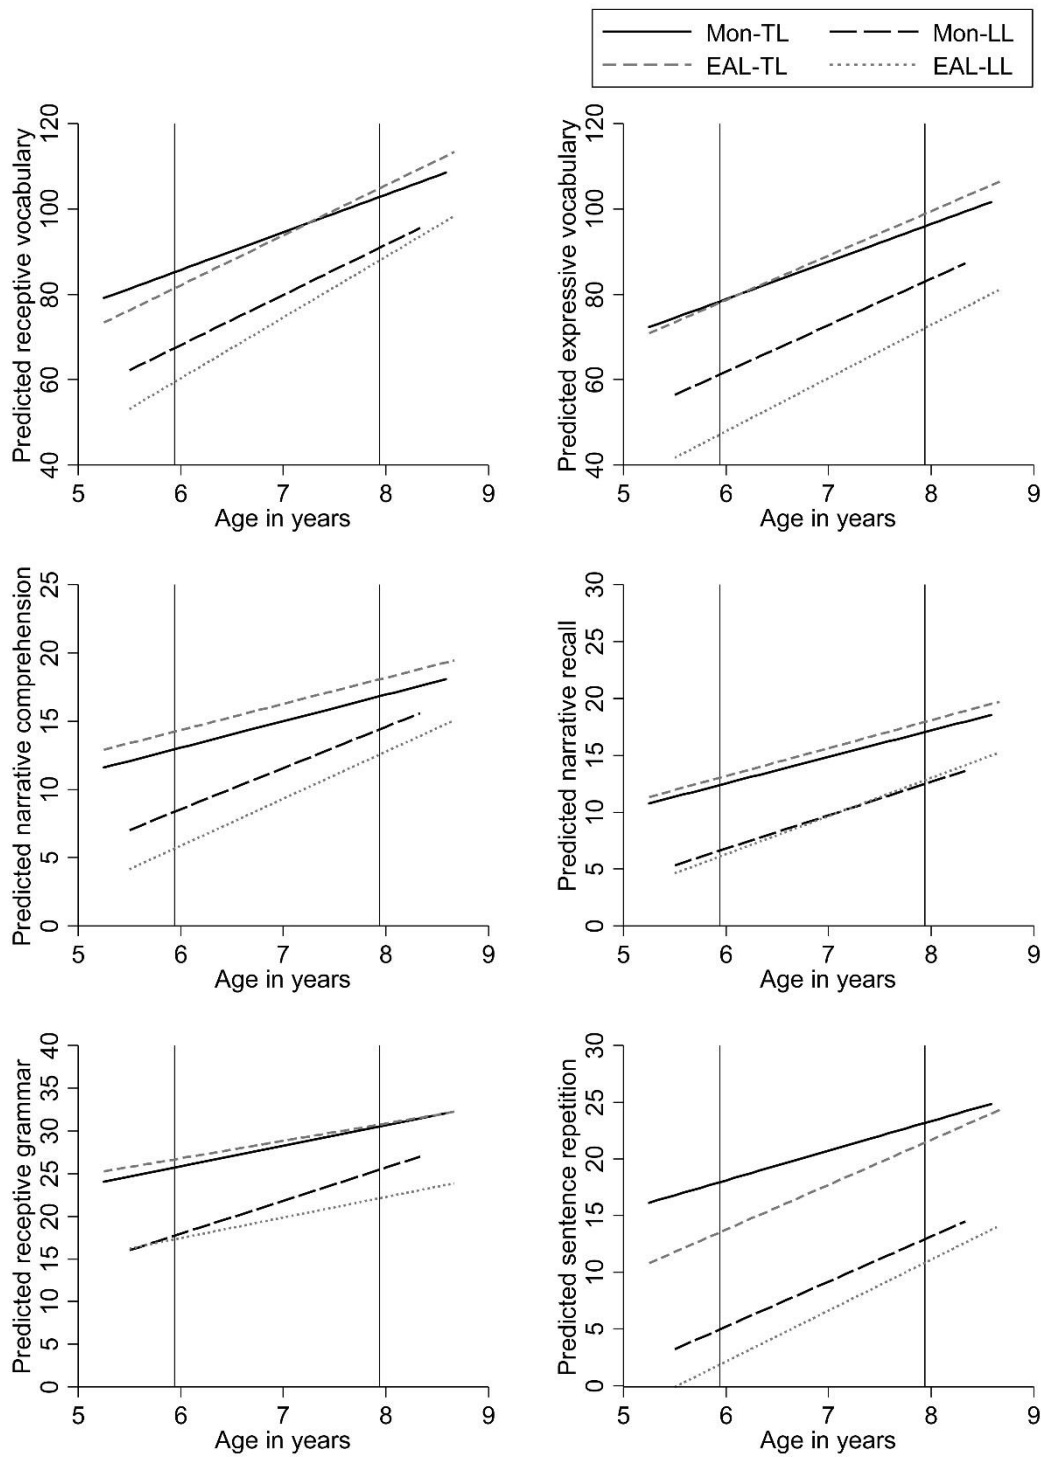 Mon-TL Mon-LL
EAL-TL EAL-LL
Predicted receptive vocabulary
120
100
80
60
40
5 6 7 8 9
Age in years
Predicted expressive vocabulary
120
100
80
60
40
5 6 7 8 9
Age in years
Predicted narrative comprehension
25
20
15
10
5
0
5 6 7 8 9
Age in years
Predicted narrative recall
30
25
20
15
10
5
0
5 6 7 8 9
Age in years
Predicted receptive grammar
40
35
30
25
20
15
10
5
0
5 6 7 8 9
Age in years
Predicted sentence repetition
30
25
20
15
10
5
0
5 6 7 8 9
Age in years